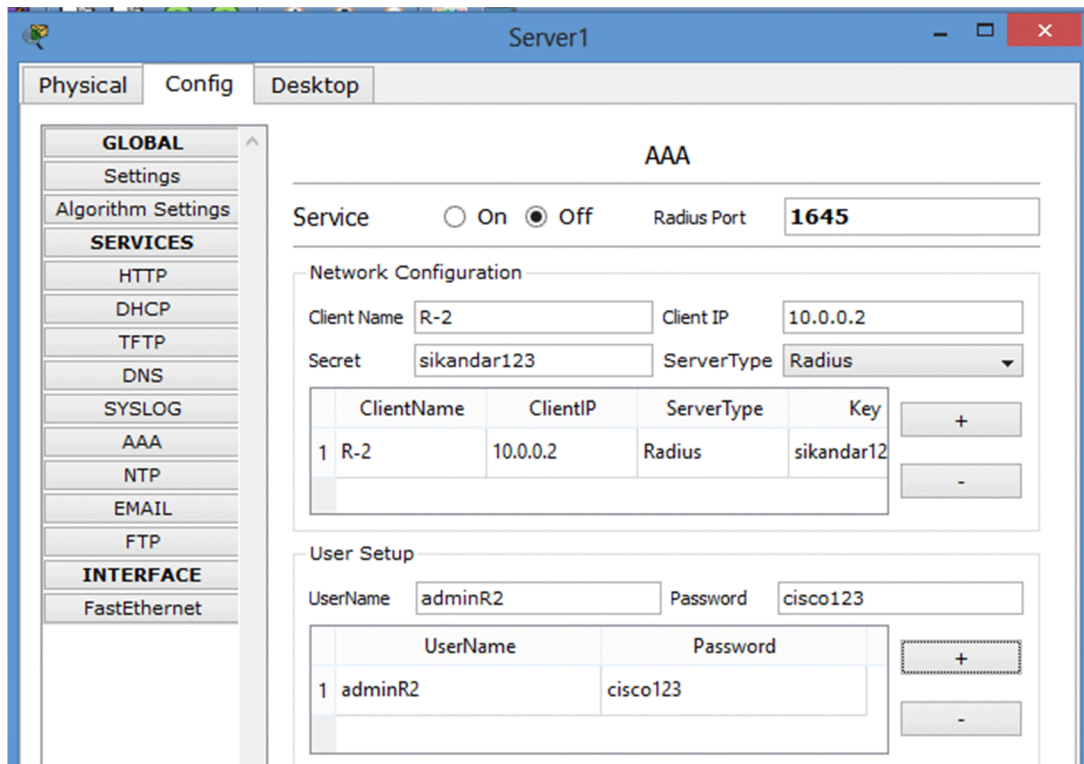 Server1
Physical Config Desktop
GLOBAL
Settings
Algorithm Settings
SERVICES
HTTP
DHCP
TFTP
DNS
SYSLOG
AAA
NTP
EMAIL
FTP
INTERFACE
FastEthernet
AAA
Service On Off Radius Port 1645
Network Configuration
Client Name R-2 Client IP 10.0.0.2
Secret sikandar123 ServerType Radius
ClientName ClientIP ServerType Key
1 R-2 10.0.0.2 Radius sikandar12
+
-
User Setup
UserName adminR2 Password cisco123
UserName Password
1 adminR2 cisco123
+
-